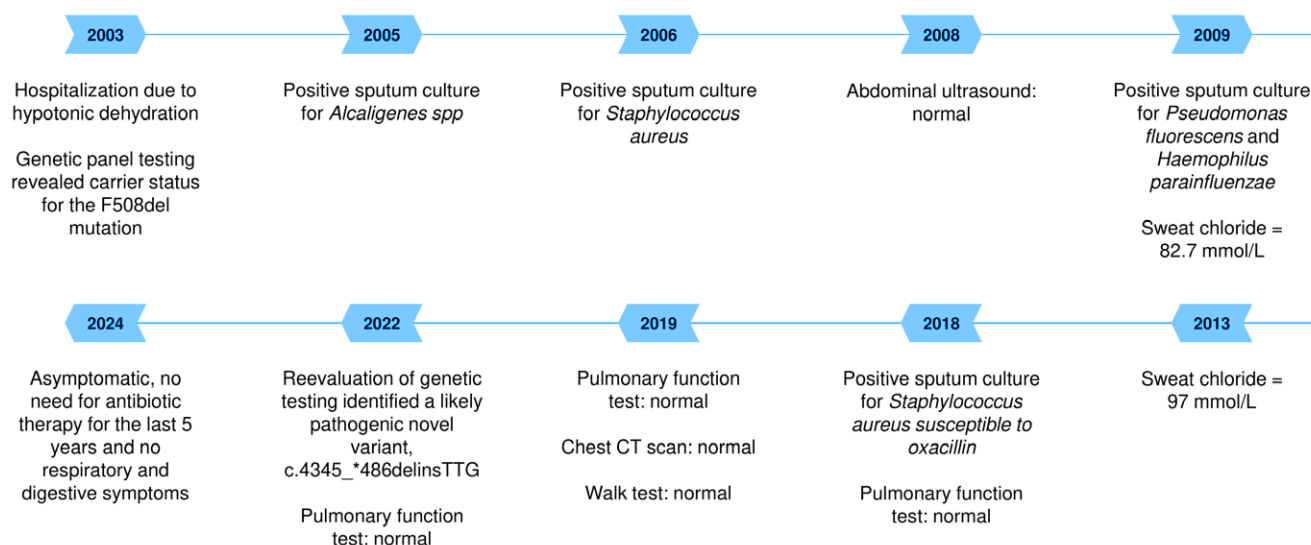 2003
Hospitalization due to
hypotonic dehydration
Genetic panel testing
revealed carrier status
for the F508del
mutation
2005
Positive sputum culture
for Alcaligenes spp
2006
Positive sputum culture
for Staphylococcus
aureus
2008
Abdominal ultrasound:
normal
2009
Positive sputum culture
for Pseudomonas
fluorescens and
Haemophilus
parainfluenzae
Sweat chloride =
82.7 mmol/L
2024
Asymptomatic, no
need for antibiotic
therapy for the last 5
years and no
respiratory and
digestive symptoms
2022
Reevaluation of genetic
testing identified a likely
pathogenic novel
variant,
c.4345_*486delinsTTG
Pulmonary function
test: normal
2019
Pulmonary function
test: normal
Chest CT scan: normal
Walk test: normal
2018
Positive sputum culture
for Staphylococcus
aureus susceptible to
oxacillin
Pulmonary function
test: normal
2013
Sweat chloride =
97 mmol/L